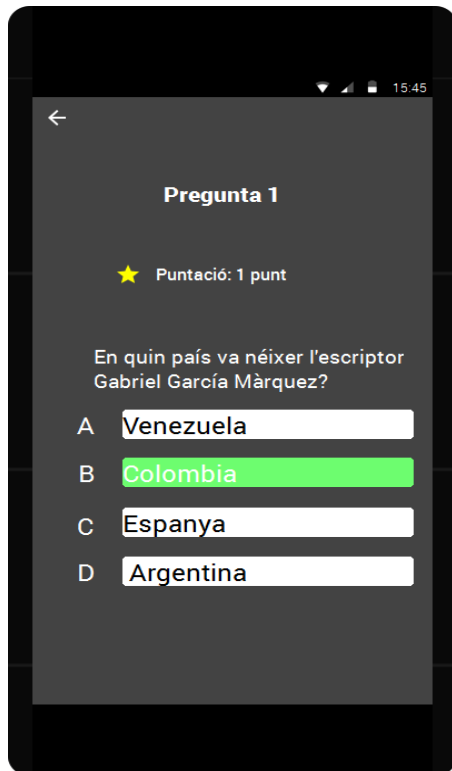 15:45
Pregunta 1
Puntació: 1 punt
En quin país va néixer l'escriptor
Gabriel García Màrquez?
A Venezuela
B Colombia
C Espanya
D Argentina